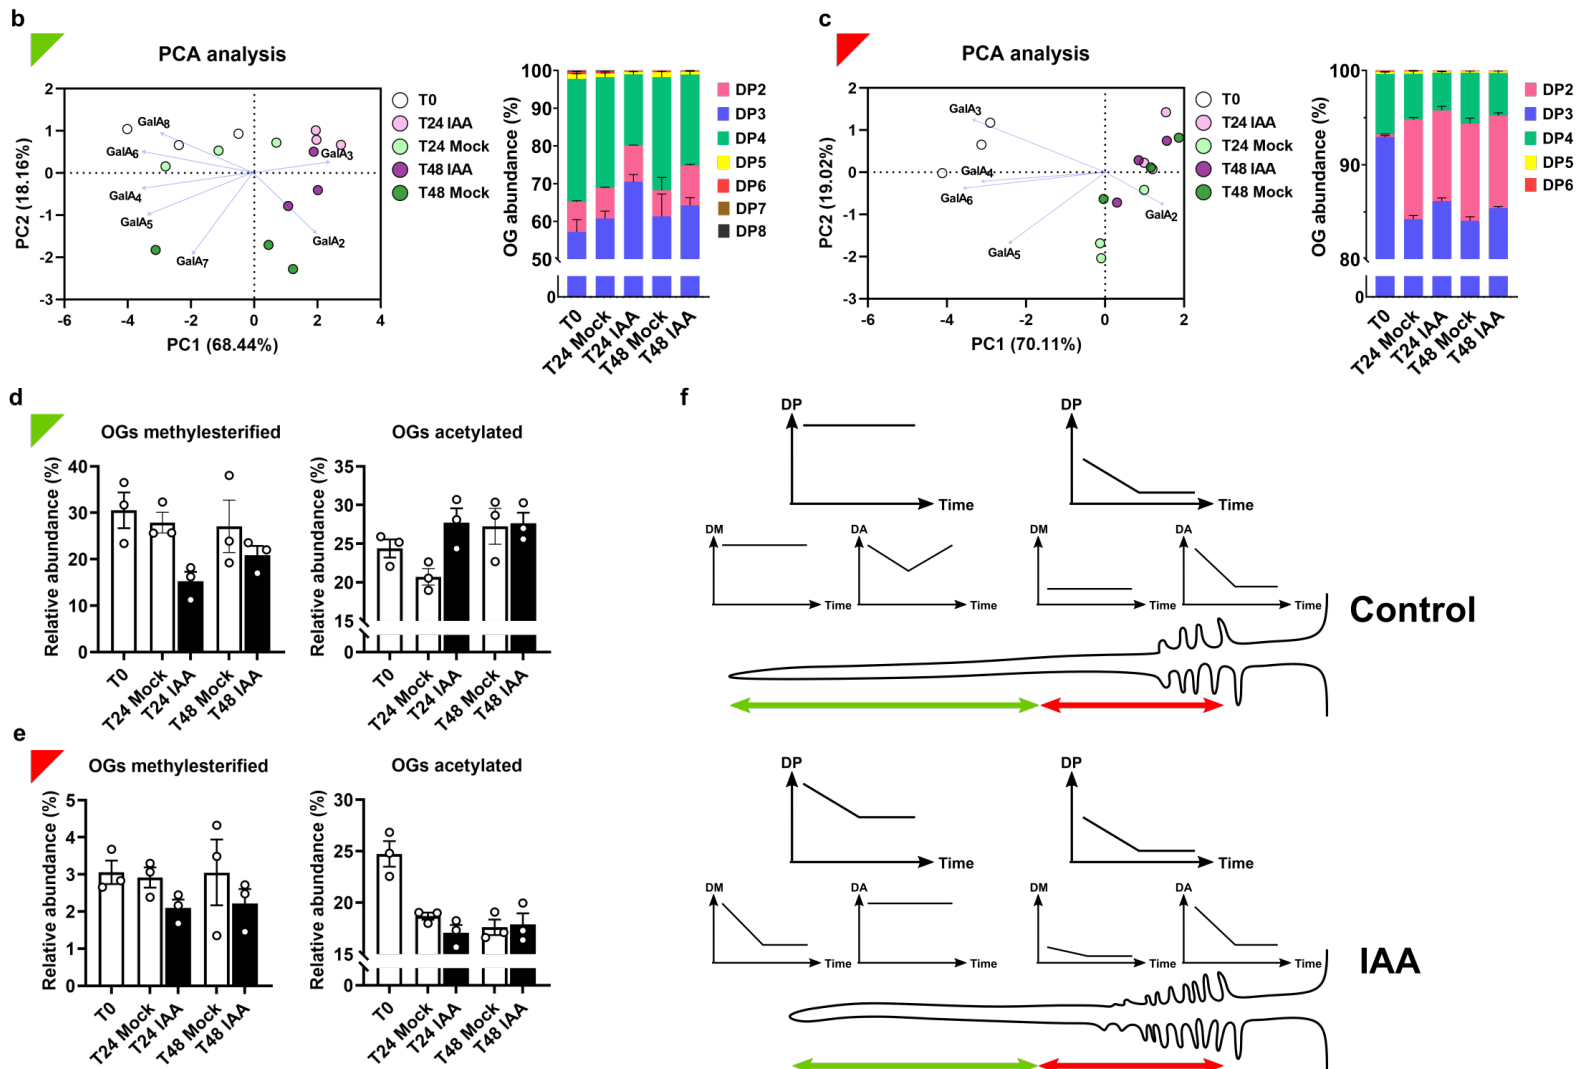 b
PCA analysis
PC2 (18.16%)
2
1
0
-1
-2
-3
-6
-4
-2
0
2
4
PC1 (68.44%)
GalA8
GalA6
GalA4
GalA5
GalA7
GalA3
GalA2
T0
T24 IAA
T24 Mock
T48 IAA
T48 Mock
OG abundance (%)
100
90
80
70
60
50
0
T0
T24 Mock
T24 IAA
T48 Mock
T48 IAA
DP2
DP3
DP4
DP5
DP6
DP7
DP8
c
PCA analysis
PC2 (19.02%)
2
1
0
-1
-2
-3
-6
-4
-2
0
2
PC1 (70.11%)
GalA3
GalA4
GalA6
GalA5
GalA2
T0
T24 IAA
T24 Mock
T48 IAA
T48 Mock
OG abundance (%)
100
90
80
0
T0
T24 Mock
T24 IAA
T48 Mock
T48 IAA
DP2
DP3
DP4
DP5
DP6
d
OGs methylesterified
Relative abundance (%)
40
30
20
10
0
T0
T24 Mock
T24 IAA
T48 Mock
T48 IAA
OGs acetylated
Relative abundance (%)
35
30
25
20
15
0
T0
T24 Mock
T24 IAA
T48 Mock
T48 IAA
e
OGs methylesterified
Relative abundance (%)
5
4
3
2
1
0
T0
T24 Mock
T24 IAA
T48 Mock
T48 IAA
OGs acetylated
Relative abundance (%)
30
25
20
15
0
T0
T24 Mock
T24 IAA
T48 Mock
T48 IAA
f
DP
Time
DP
Time
DM
Time
DA
Time
DM
Time
DA
Time
Control
DP
Time
DP
Time
DM
Time
DA
Time
DM
Time
DA
Time
IAA